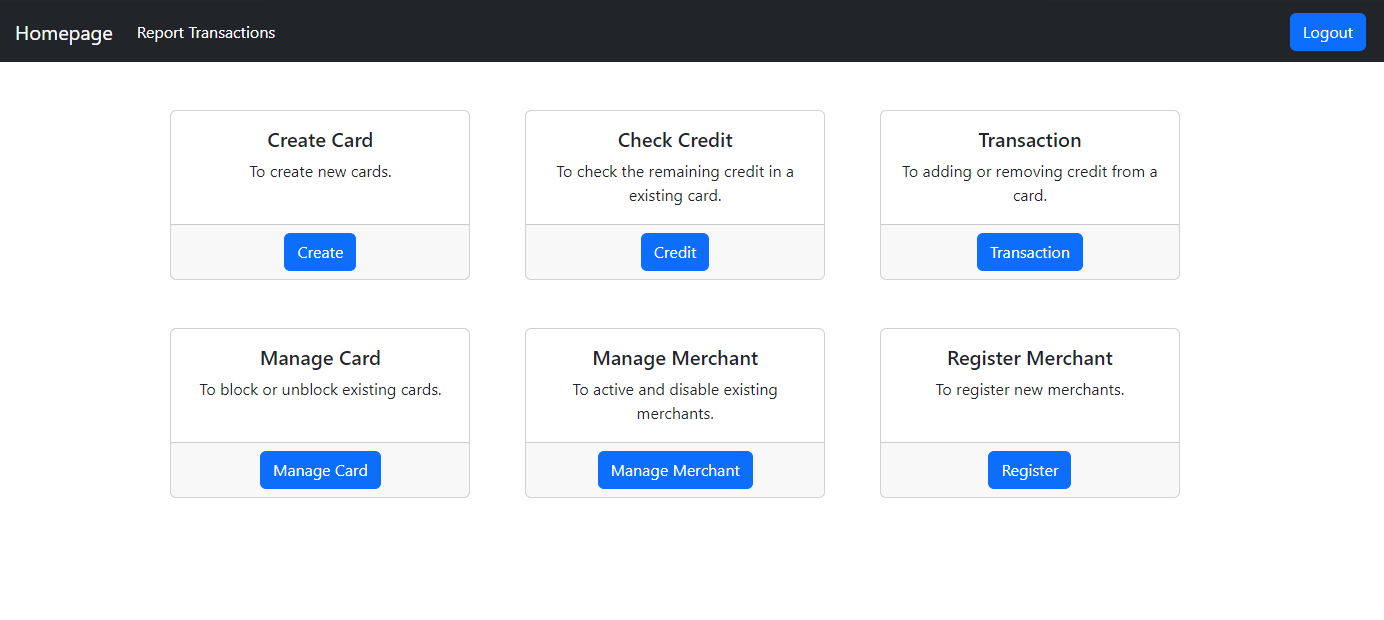 Homepage Report Transactions Logout
Create Card
To create new cards.
Create
Check Credit
To check the remaining credit in a
existing card.
Credit
Transaction
To adding or removing credit from a
card.
Transaction
Manage Card
To block or unblock existing cards.
Manage Card
Manage Merchant
To active and disable existing
merchants.
Manage Merchant
Register Merchant
To register new merchants.
Register